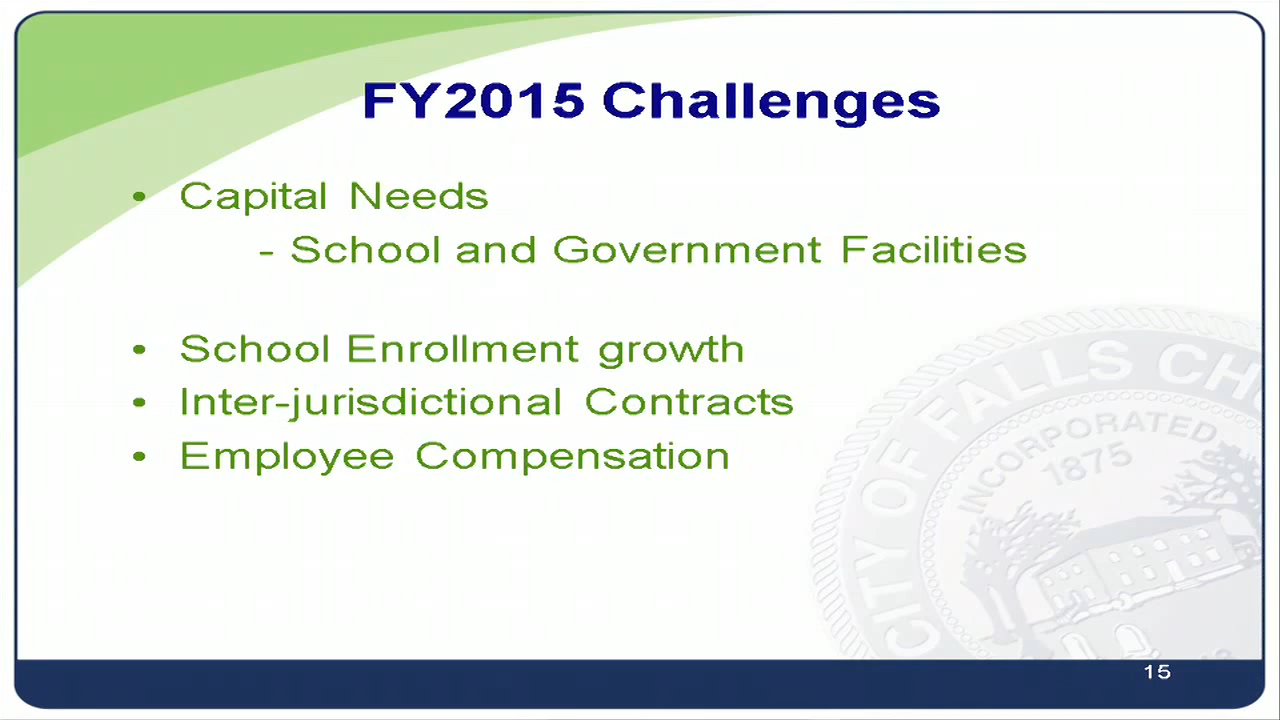 FY2015 Challenges
• Capital Needs
- School and Government Facilities
• School Enrollment growth
• Inter-jurisdictional Contracts
• Employee Compensation
CITY OF FALLS CH
INCORPORATED
1875
15